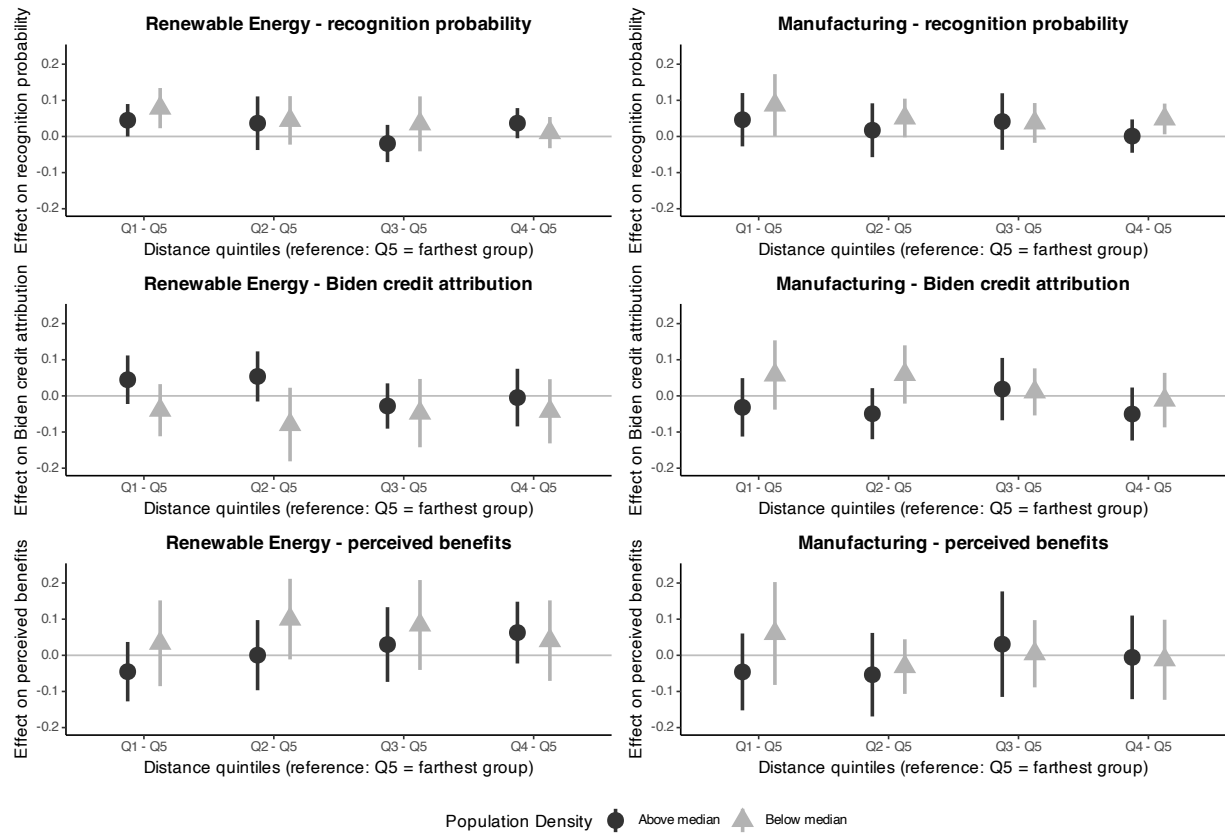 Renewable Energy - recognition probability
Effect on recognition probability
0.2
0.1
0.0
-0.1
-0.2
Q1 - Q5
Q2 - Q5
Q3 - Q5
Q4 - Q5
Distance quintiles (reference: Q5 = farthest group)
Manufacturing - recognition probability
Effect on recognition probability
0.2
0.1
0.0
-0.1
-0.2
Q1 - Q5
Q2 - Q5
Q3 - Q5
Q4 - Q5
Distance quintiles (reference: Q5 = farthest group)
Renewable Energy - Biden credit attribution
Effect on Biden credit attribution
0.2
0.1
0.0
-0.1
-0.2
Q1 - Q5
Q2 - Q5
Q3 - Q5
Q4 - Q5
Distance quintiles (reference: Q5 = farthest group)
Manufacturing - Biden credit attribution
Effect on Biden credit attribution
0.2
0.1
0.0
-0.1
-0.2
Q1 - Q5
Q2 - Q5
Q3 - Q5
Q4 - Q5
Distance quintiles (reference: Q5 = farthest group)
Renewable Energy - perceived benefits
Effect on perceived benefits
0.2
0.1
0.0
-0.1
-0.2
Q1 - Q5
Q2 - Q5
Q3 - Q5
Q4 - Q5
Distance quintiles (reference: Q5 = farthest group)
Manufacturing - perceived benefits
Effect on perceived benefits
0.2
0.1
0.0
-0.1
-0.2
Q1 - Q5
Q2 - Q5
Q3 - Q5
Q4 - Q5
Distance quintiles (reference: Q5 = farthest group)
Population Density
Above median
Below median